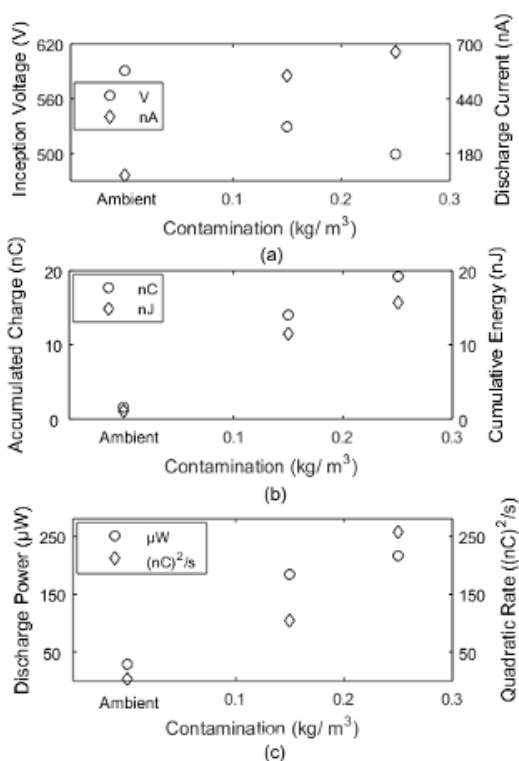 Inception Voltage (V)
620
560
500
V
nA
700
440
180
Discharge Current (nA)
Ambient 0.1 0.2 0.3
Contamination (kg/ m³)
(a)
Accumulated Charge (nC)
20
10
0
nC
nJ
20
10
0
Cumulative Energy (nJ)
Ambient 0.1 0.2 0.3
Contamination (kg/ m³)
(b)
Discharge Power (µW)
250
150
50
µW
(nC)²/s
250
150
50
Quadratic Rate ((nC)²/s)
Ambient 0.1 0.2 0.3
Contamination (kg/ m³)
(c)